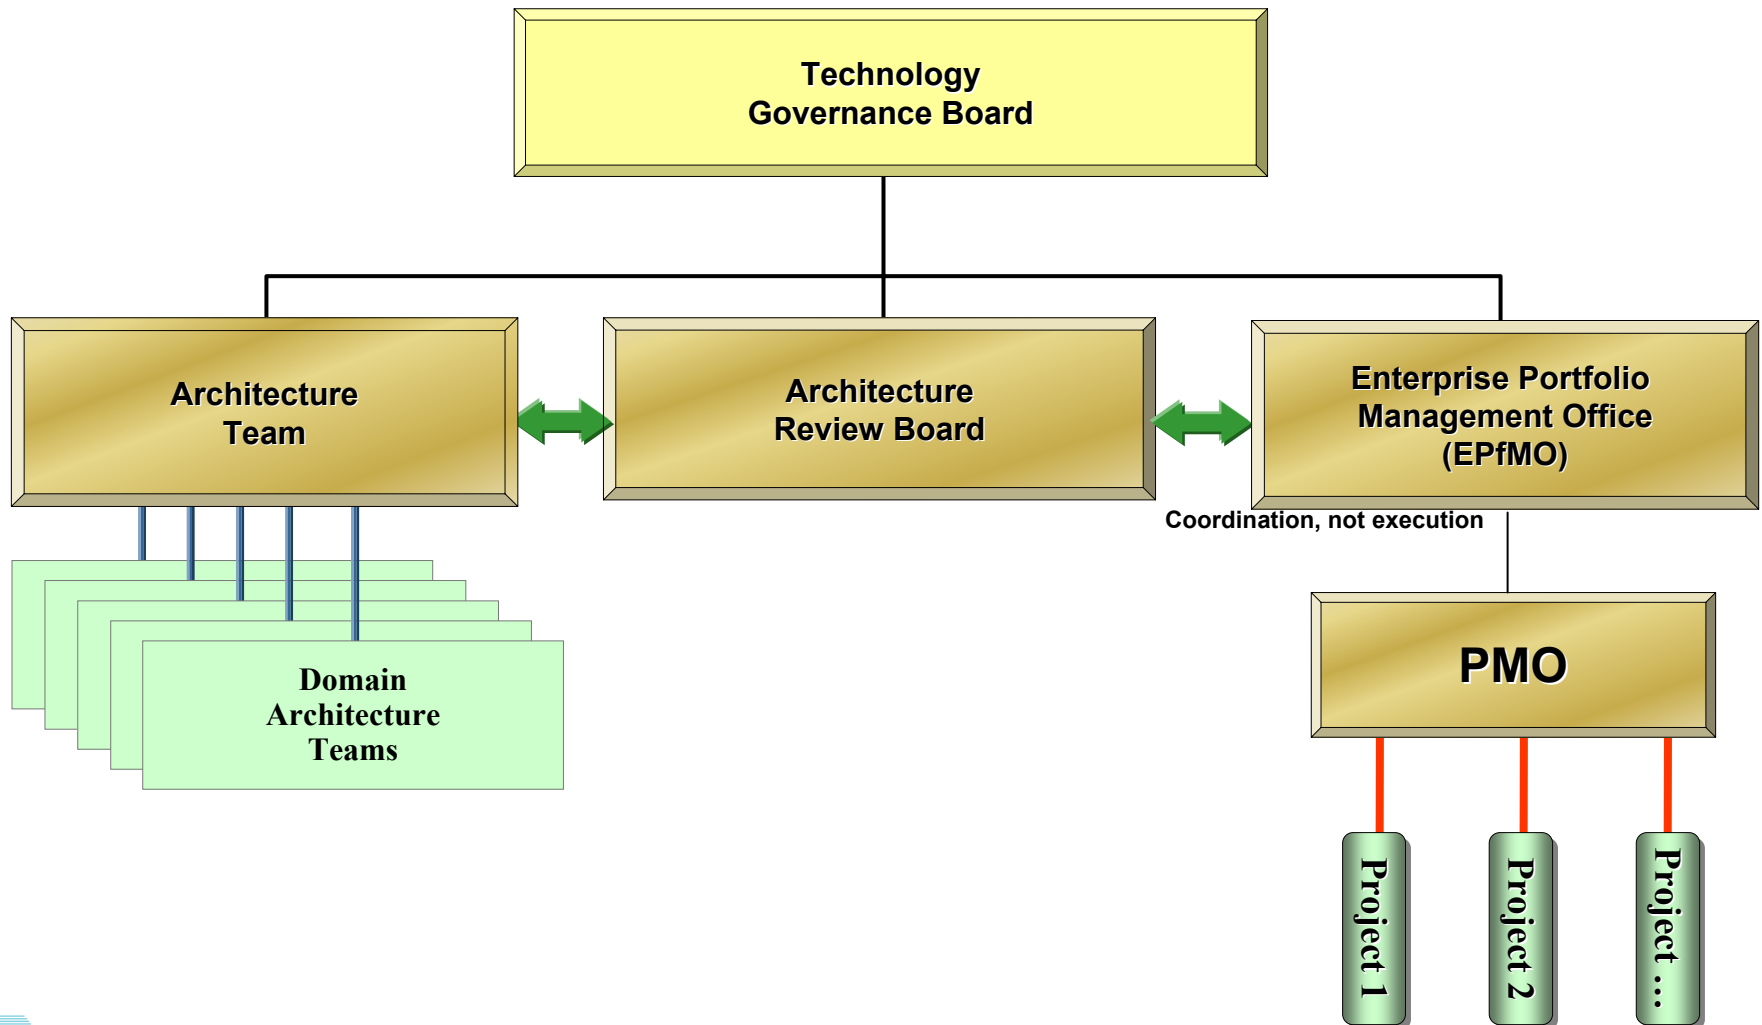 Technology
Governance Board
Architecture
Team
Architecture
Review Board
Enterprise Portfolio
Management Office
(EPfMO)
Coordination, not execution
Domain
Architecture
Teams
PMO
Project 1
Project 2
Project ...